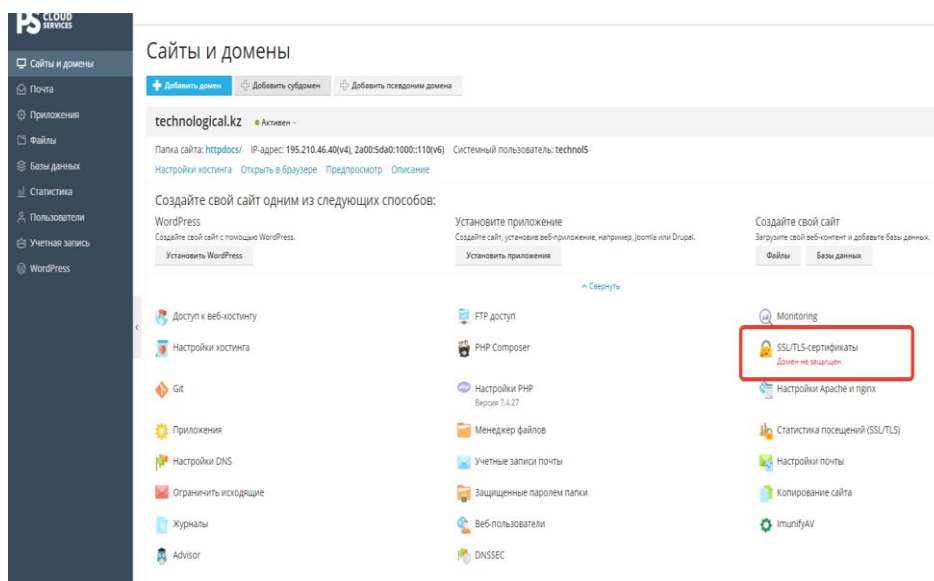 PS CLOUD
SERVICES
Сайты и домены
Почта
Приложения
Файлы
Базы данных
Статистика
Пользователи
Учетная запись
WordPress
Сайты и домены
Добавить домен Добавить субдомен Добавить псевдоним домена
technological.kz Активен
Папка сайта: httpdocs/ IP-адрес: 195.210.46.40(v4), 2a00:5da0:1000::110(v6) Системный пользователь: technol5
Настройки хостинга Открыть в браузере Предпросмотр Описание
Создайте свой сайт одним из следующих способов:
WordPress Установите приложение Создайте свой сайт
Создайте свой сайт с помощью WordPress. Создайте сайт, установив веб-приложение, например, Joomla или Drupal. Загрузите свой веб-контент и добавьте базы данных.
Установить WordPress Установить приложения Файлы Базы данных
Свернуть
Доступ к веб-хостингу FTP доступ Monitoring
Настройки хостинга PHP Composer SSL/TLS-сертификаты
Домен не защищен
Git Настройки PHP Настройки Apache и nginx
Версия 7.4.27
Приложения Менеджер файлов Статистика посещений (SSL/TLS)
Настройки DNS Учетные записи почты Настройки почты
Ограничить исходящие Защищенные паролем папки Копирование сайта
Журналы Веб-пользователи ImunifyAV
Advisor DNSSEC